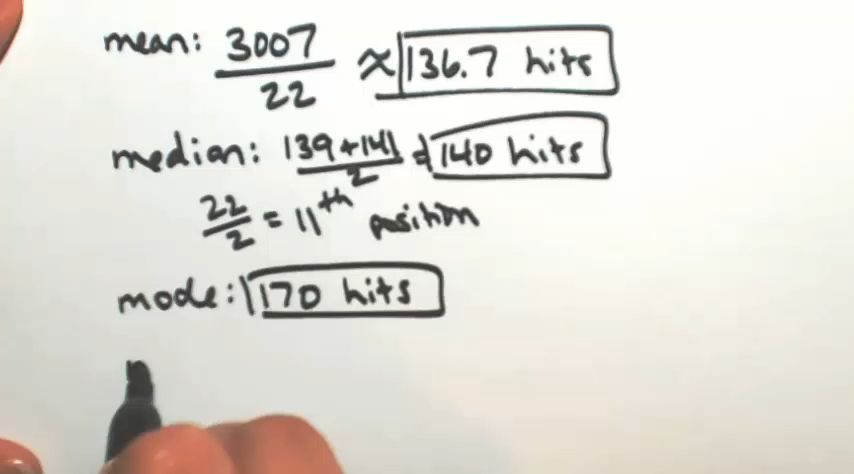 mean: 3007/22 ≈ 136.7 hits
median: 139+141/2 = 140 hits
22/2 = 11th position
mode: 170 hits